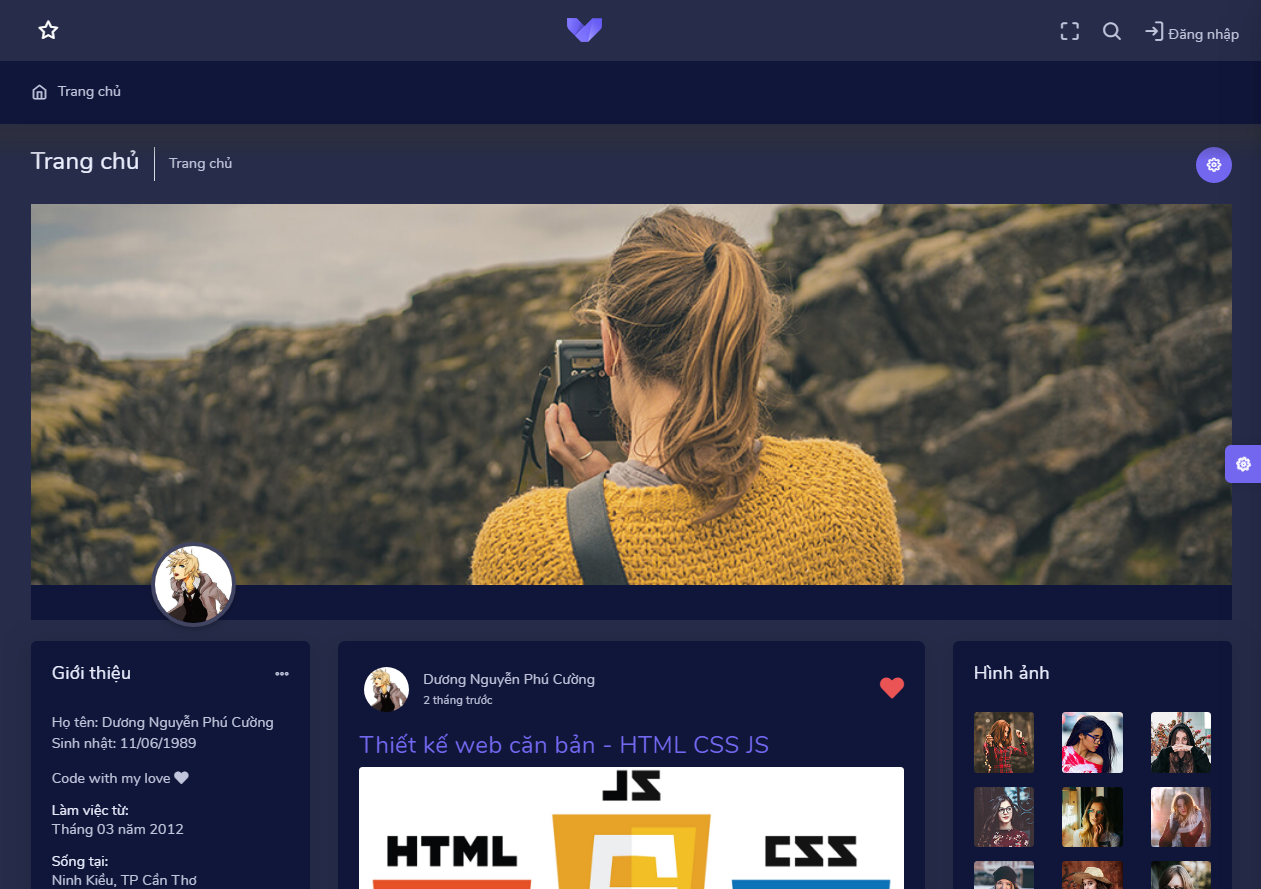 Đăng nhập
Trang chủ
Trang chủ
Trang chủ
Giới thiệu
Họ tên: Dương Nguyễn Phú Cường
Sinh nhật: 11/06/1989
Code with my love
Làm việc từ:
Tháng 03 năm 2012
Sống tại:
Ninh Kiều, TP Cần Thơ
Dương Nguyễn Phú Cường
2 tháng trước
Thiết kế web căn bản - HTML CSS JS
JS
HTML
CSS
Hình ảnh